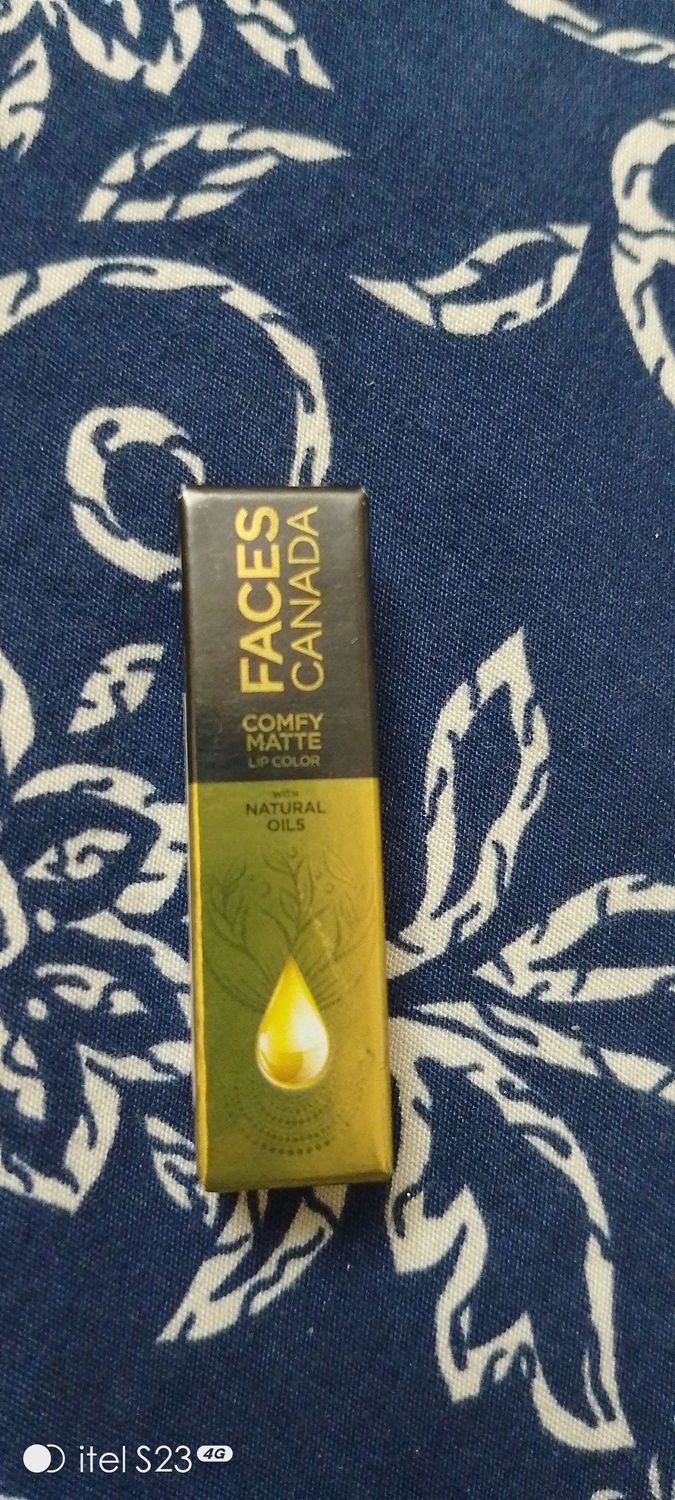 FACES
CANADA
COMFY
MATTE
LIP COLOR
WITH
NATURAL
OILS
itel S23 4G